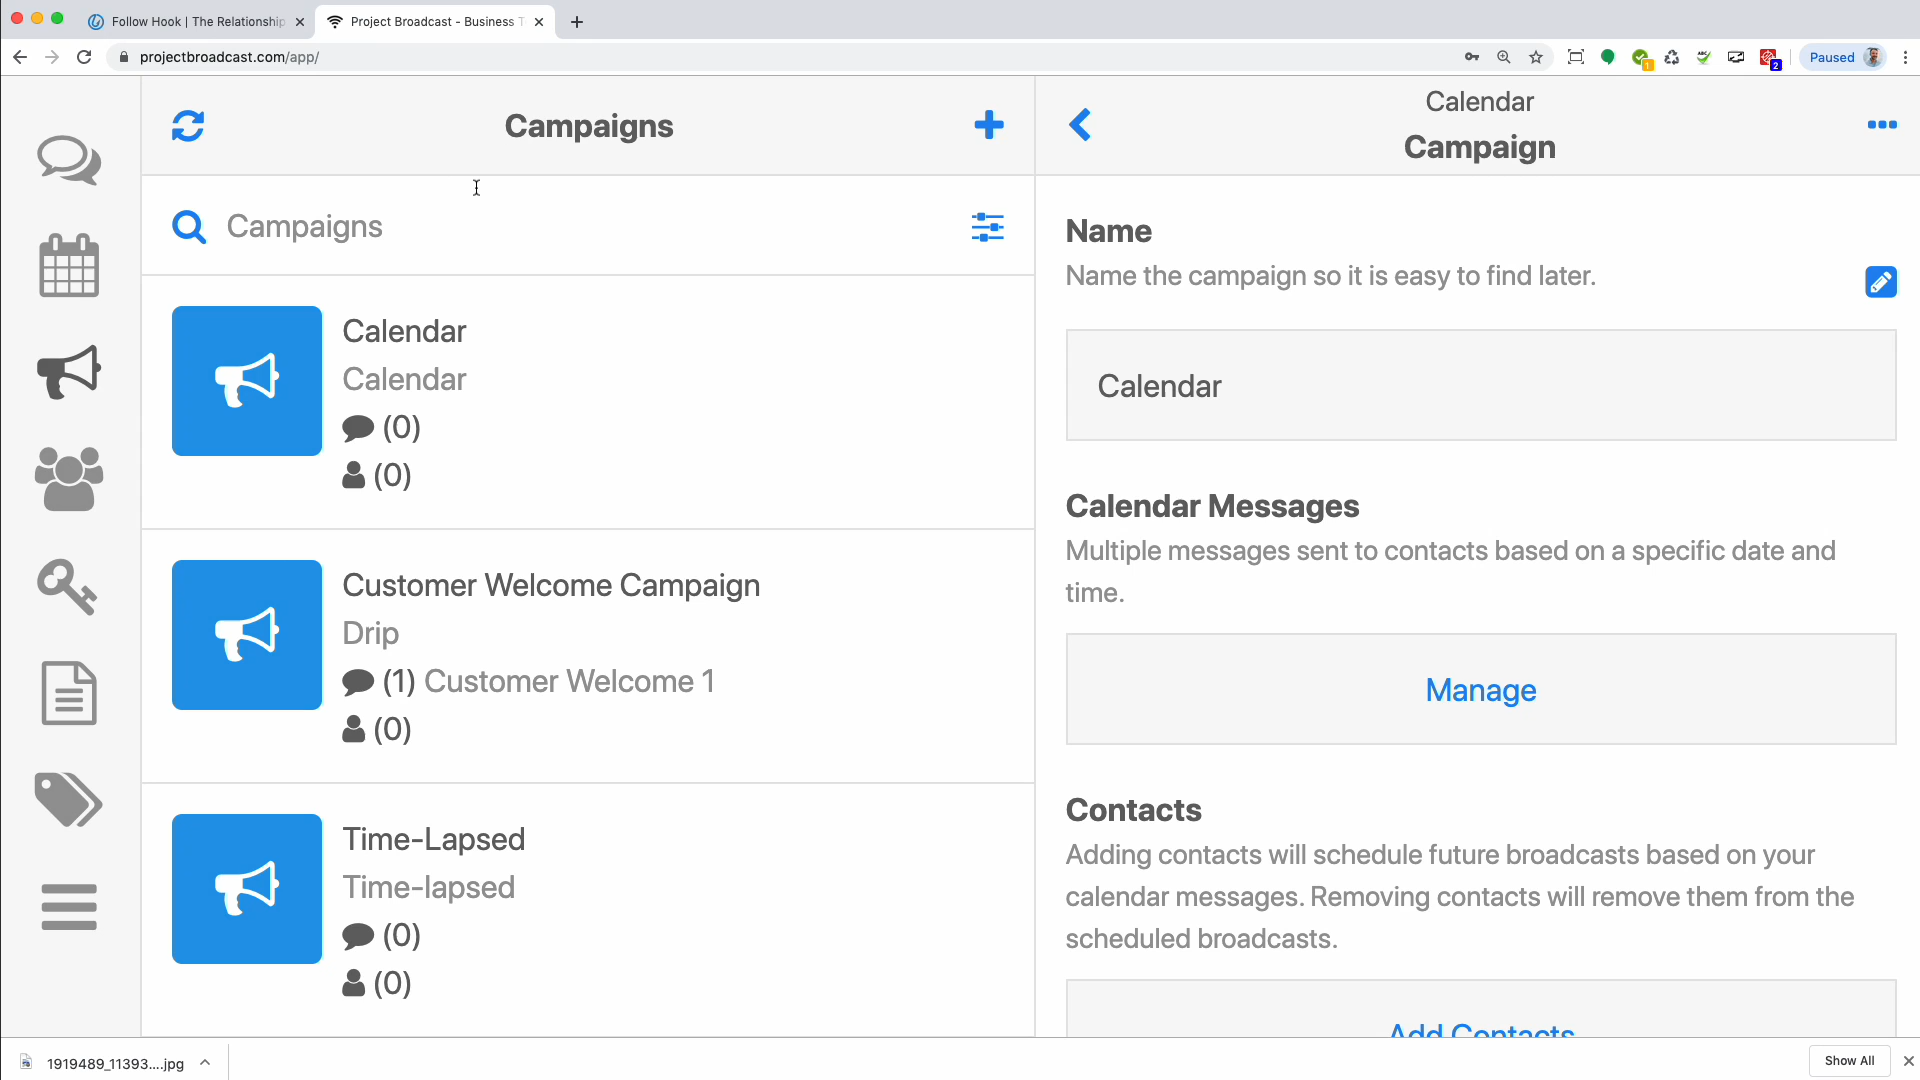 Follow Hook | The Relationship
Project Broadcast - Business T
projectbroadcast.com/app/
ABC
1
2
Paused
Campaigns
Campaigns
Calendar
Calendar
(0)
(0)
Customer Welcome Campaign
Drip
(1) Customer Welcome 1
(0)
Time-Lapsed
Time-lapsed
(0)
(0)
Calendar
Campaign
Name
Name the campaign so it is easy to find later.
Calendar
Calendar Messages
Multiple messages sent to contacts based on a specific date and
time.
Manage
Contacts
Adding contacts will schedule future broadcasts based on your
calendar messages. Removing contacts will remove them from the
scheduled broadcasts.
Add Contacts
1919489_11393....jpg
Show All